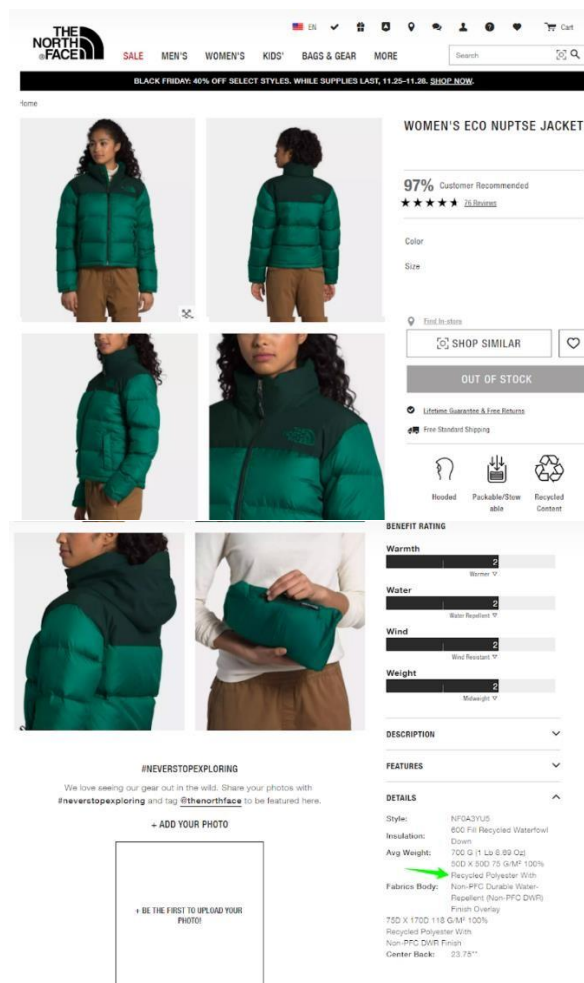 THE
NORTH
FACE
EN
Cart
SALE MEN'S WOMEN'S KIDS' BAGS & GEAR MORE
Search
BLACK FRIDAY: 40% OFF SELECT STYLES. WHILE SUPPLIES LAST, 11.25–11.28. SHOP NOW.
Home
WOMEN'S ECO NUPTSE JACKET
97% Customer Recommended
76 Reviews
Color
Size
Find In-store
SHOP SIMILAR
OUT OF STOCK
Lifetime Guarantee & Free Returns
Free Standard Shipping
Hooded
Packable/Stow
able
Recycled
Content
BENEFIT RATING
Warmth
2
Warmer
Water
2
Water Repellent
Wind
2
Wind Resistant
Weight
2
Midweight
DESCRIPTION
FEATURES
DETAILS
Style: NF0A3YU5
Insulation: 600 Fill Recycled Waterfowl
Down
Avg Weight: 700 G (1 Lb 8.69 Oz)
50D X 50D 75 G/M² 100%
Recycled Polyester With
Fabrics Body: Non-PFC Durable Water-
Repellent (Non-PFC DWR)
Finish Overlay
75D X 170D 118 G/M² 100%
Recycled Polyester With
Non-PFC DWR Finish
Center Back: 23.75''
#NEVERSTOPEXPLORING
We love seeing our gear out in the wild. Share your photos with
#neverstopexploring and tag @thenorthface to be featured here.
+ ADD YOUR PHOTO
+ BE THE FIRST TO UPLOAD YOUR
PHOTO!